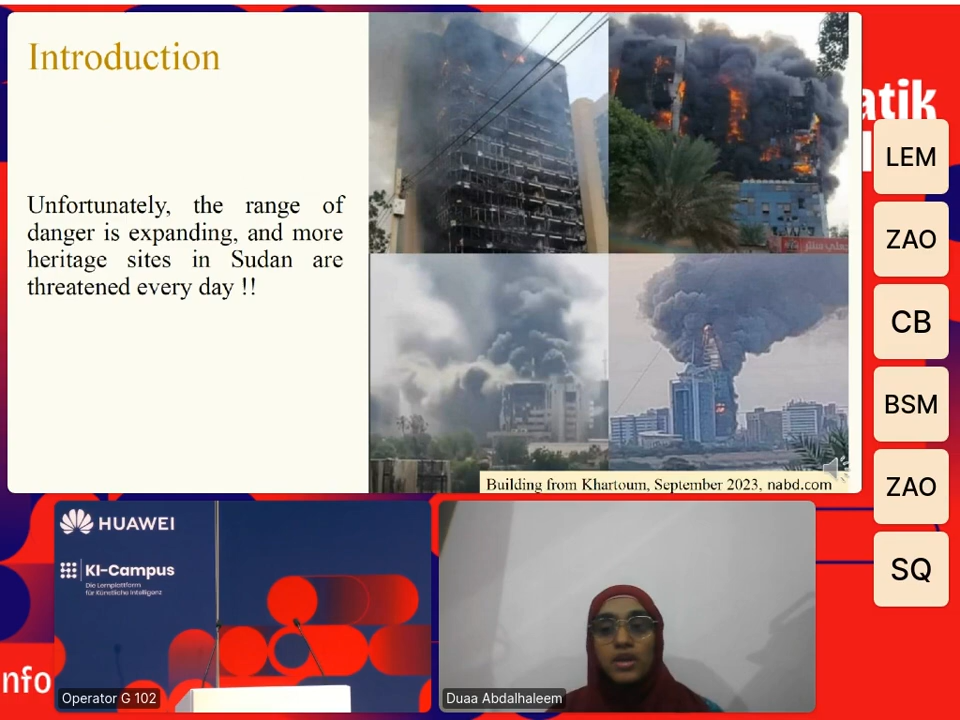 Introduction
Unfortunately, the range of
danger is expanding, and more
heritage sites in Sudan are
threatened every day !!
Building from Khartoum, September 2023, nabd.com
atik
LEM
ZAO
CB
BSM
ZAO
SQ
HUAWEI
KI-Campus
Die Lernplattform
für Künstliche Intelligenz
nfo
Operator G 102
Duaa Abdalhaleem